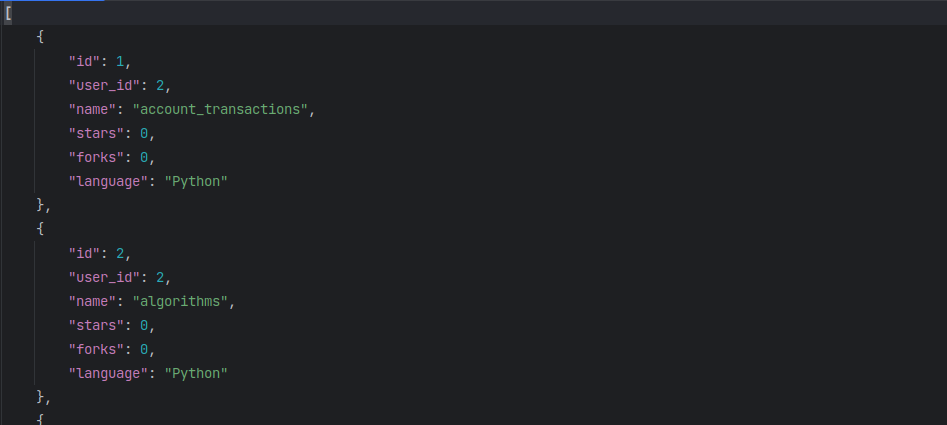 [
{
"id": 1,
"user_id": 2,
"name": "account_transactions",
"stars": 0,
"forks": 0,
"language": "Python"
},
{
"id": 2,
"user_id": 2,
"name": "algorithms",
"stars": 0,
"forks": 0,
"language": "Python"
},
{